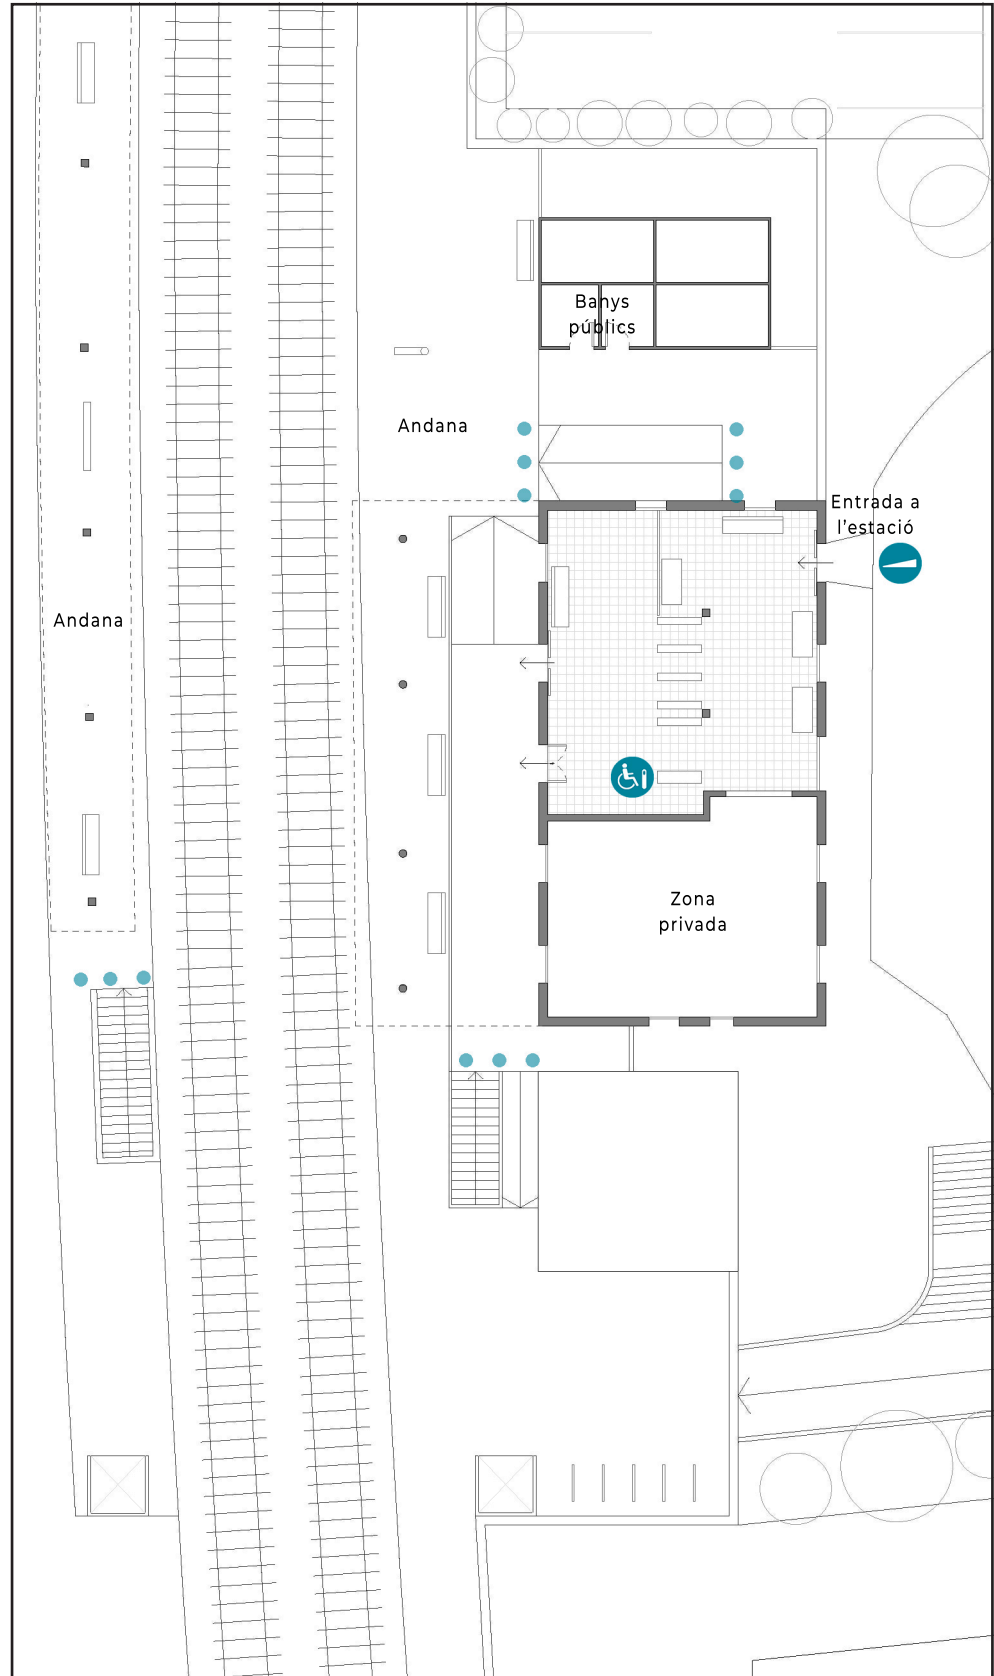 Banys
públics
Andana
Entrada a
l’estació
Andana
Zona
privada